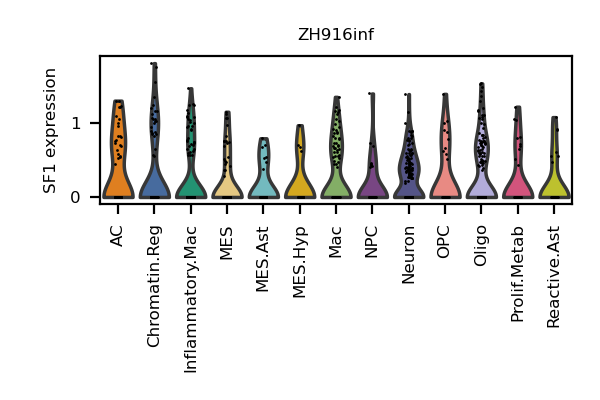 ZH916inf
SF1 expression
1
0
AC
Chromatin.Reg
Inflammatory.Mac
MES
MES.Ast
MES.Hyp
Mac
NPC
Neuron
OPC
Oligo
Prolif.Metab
Reactive.Ast